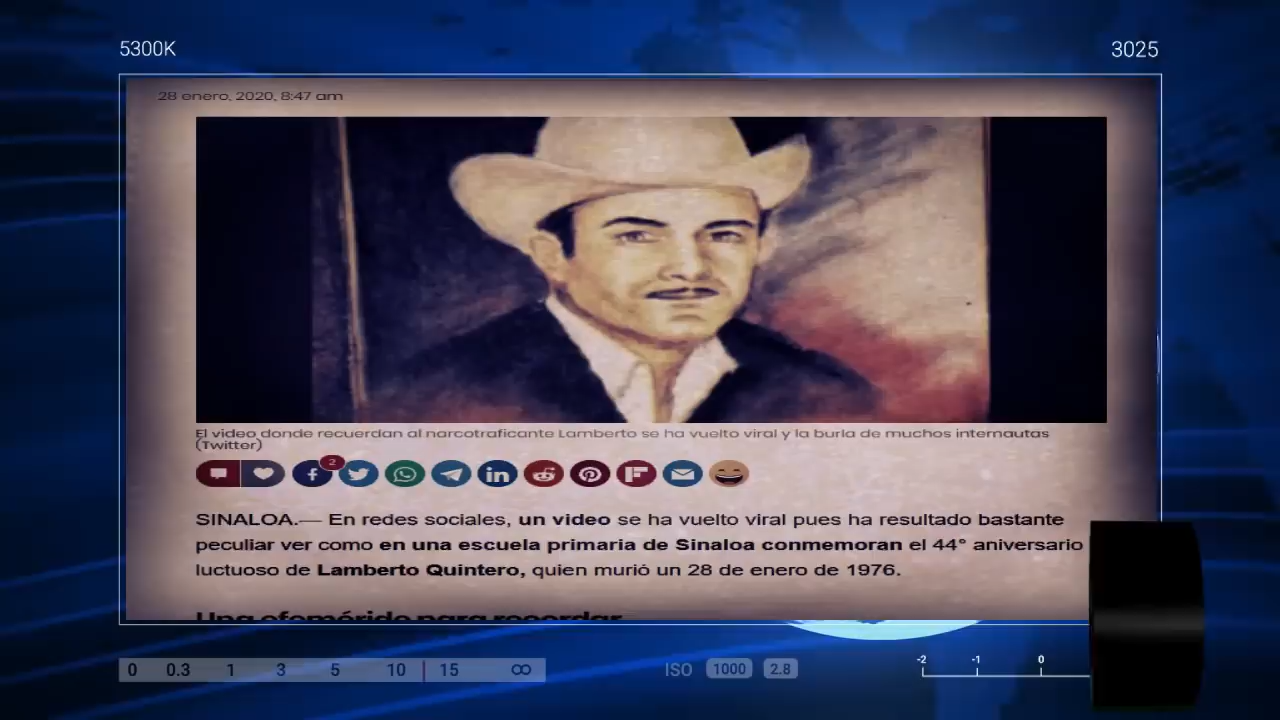 5300K
3025
28 enero, 2020, 8:47 am
El video donde recuerdan al narcotraficante Lamberto se ha vuelto viral y la burla de muchos internautas
(Twitter)
2
SINALOA.— En redes sociales, un video se ha vuelto viral pues ha resultado bastante
peculiar ver como en una escuela primaria de Sinaloa conmemoran el 44° aniversario
luctuoso de Lamberto Quintero, quien murió un 28 de enero de 1976.
Una efeméride para recordar
0 0.3 1 3 5 10 15 ∞
ISO 1000 2.8
-2 -1 0